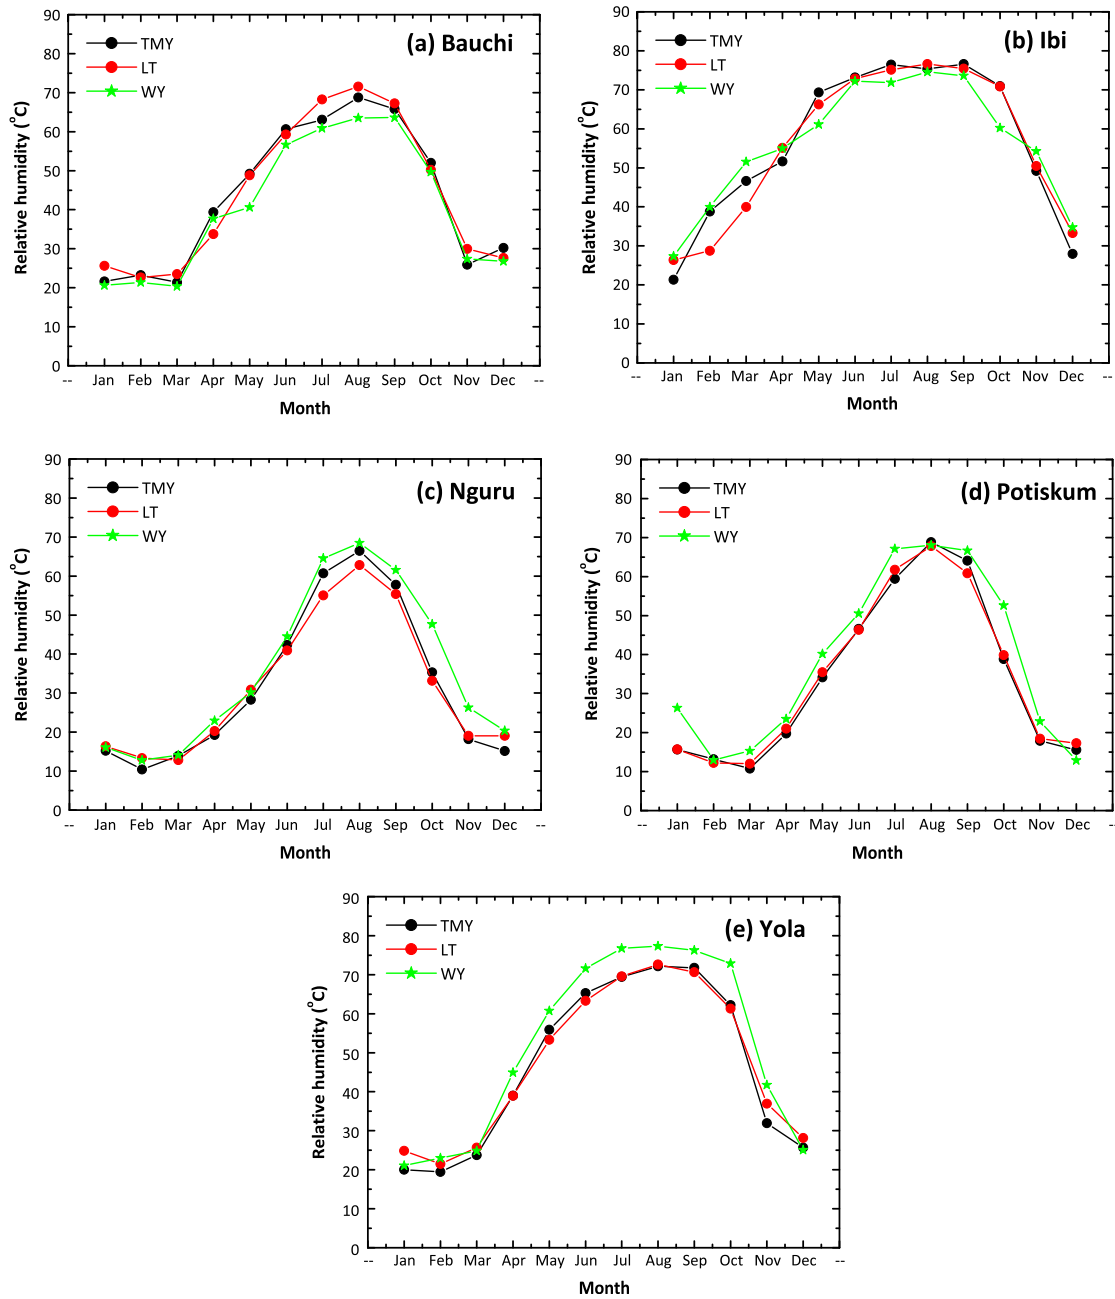 (a) Bauchi
TMY
LT
WY
Relative humidity (°C)
90
80
70
60
50
40
30
20
10
0
-- Jan Feb Mar Apr May Jun Jul Aug Sep Oct Nov Dec --
Month
(b) Ibi
TMY
LT
WY
Relative humidity (°C)
90
80
70
60
50
40
30
20
10
0
-- Jan Feb Mar Apr May Jun Jul Aug Sep Oct Nov Dec --
Month
(c) Nguru
TMY
LT
WY
Relative humidity (°C)
90
80
70
60
50
40
30
20
10
0
-- Jan Feb Mar Apr May Jun Jul Aug Sep Oct Nov Dec --
Month
(d) Potiskum
TMY
LT
WY
Relative humidity (°C)
90
80
70
60
50
40
30
20
10
0
-- Jan Feb Mar Apr May Jun Jul Aug Sep Oct Nov Dec --
Month
(e) Yola
TMY
LT
WY
Relative humidity (°C)
90
80
70
60
50
40
30
20
10
0
-- Jan Feb Mar Apr May Jun Jul Aug Sep Oct Nov Dec --
Month